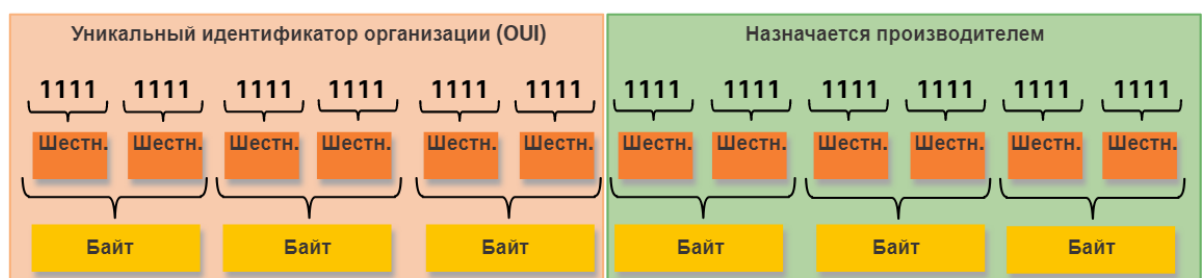 Уникальный идентификатор организации (OUI) Назначается производителем
1111 1111 1111 1111 1111 1111 1111 1111 1111 1111 1111 1111
Шестн. Шестн. Шестн. Шестн. Шестн. Шестн. Шестн. Шестн. Шестн. Шестн. Шестн. Шестн.
Байт Байт Байт Байт Байт Байт